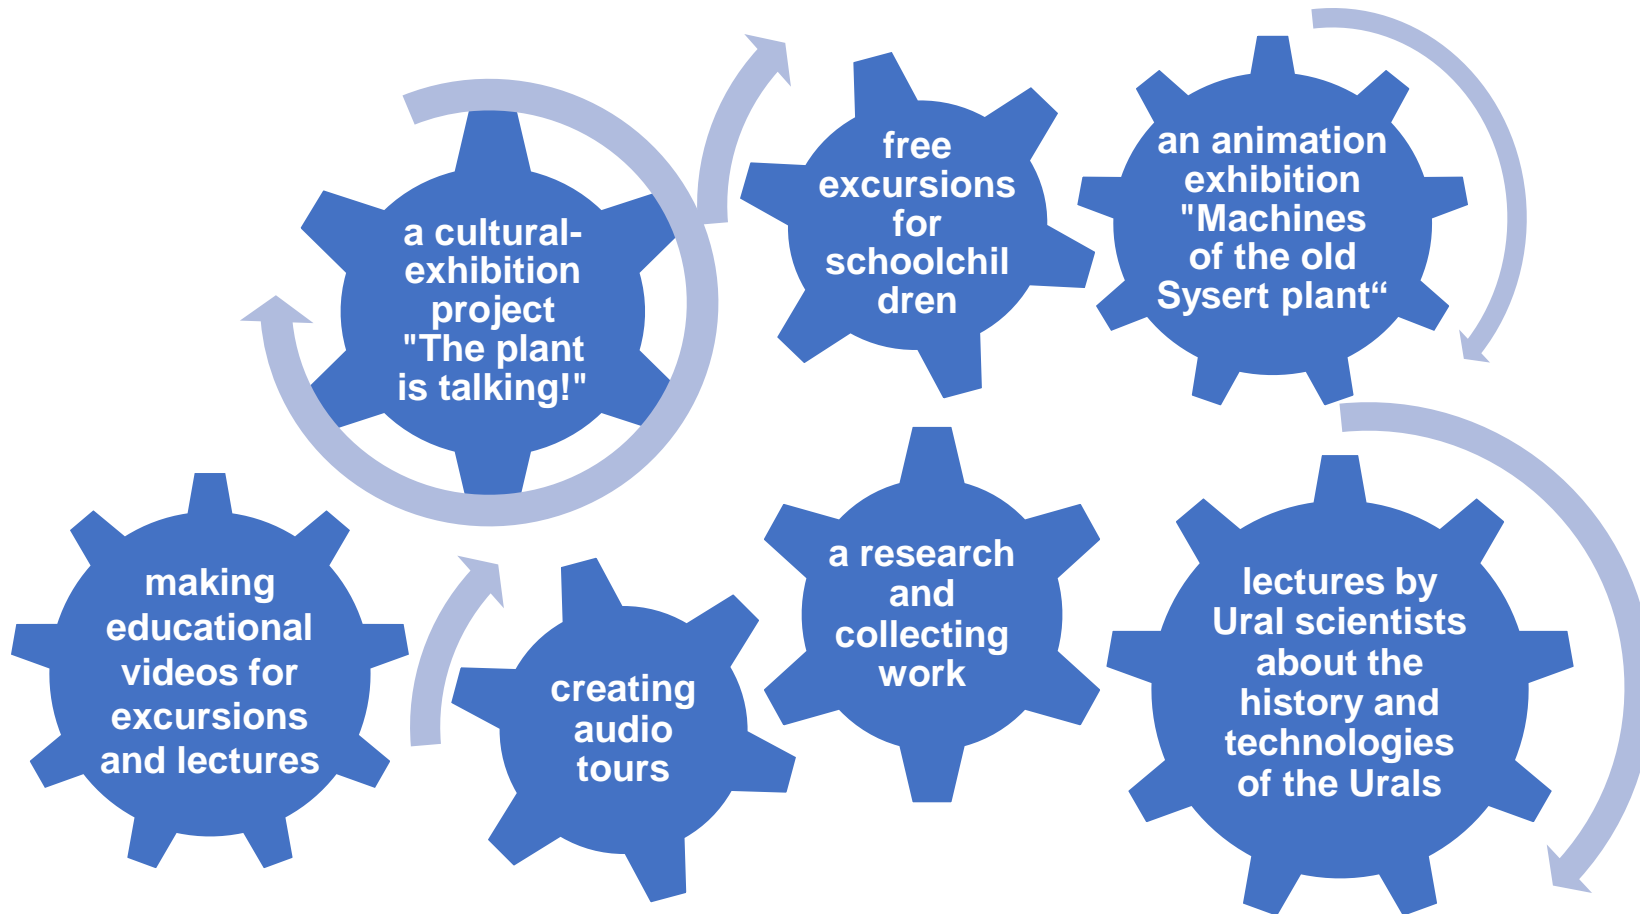 a cultural-
exhibition
project
"The plant
is talking!"
free
excursions
for
schoolchil
dren
an animation
exhibition
"Machines
of the old
Sysert plant“
making
educational
videos for
excursions
and lectures
creating
audio
tours
a research
and
collecting
work
lectures by
Ural scientists
about the
history and
technologies
of the Urals